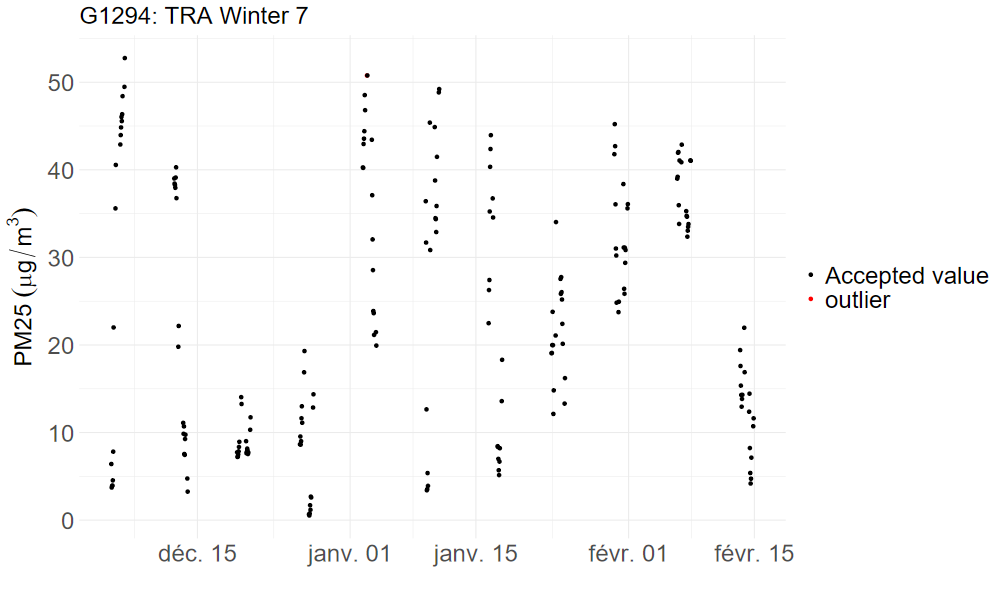 G1294: TRA Winter 7
PM25 (μg/m³)
50
40
30
20
10
0
déc. 15 janv. 01 janv. 15 févr. 01 févr. 15
Accepted value
outlier